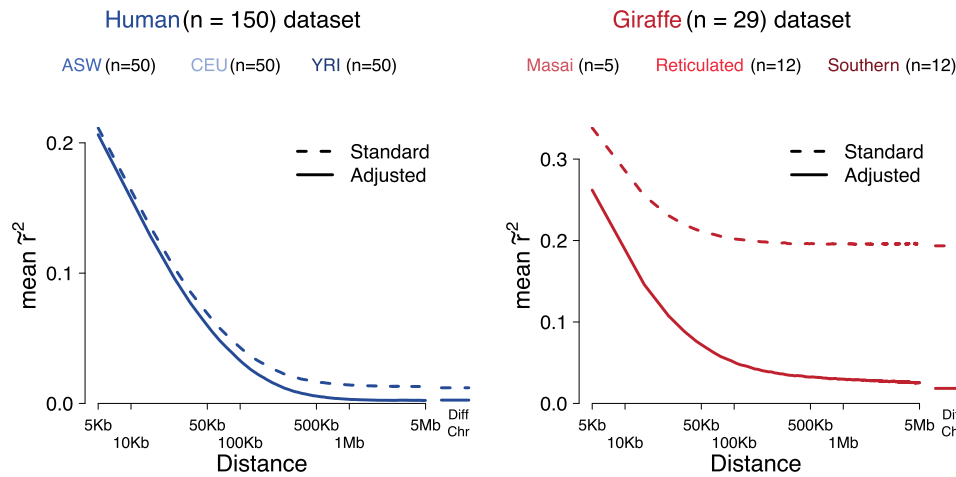 Human (n = 150) dataset
ASW (n=50) CEU (n=50) YRI (n=50)
Standard
Adjusted
mean r̃²
0.2
0.1
0.0
5Kb 50Kb 500Kb 5Mb
10Kb 100Kb 1Mb
Diff
Chr
Distance
Giraffe (n = 29) dataset
Masai (n=5) Reticulated (n=12) Southern (n=12)
Standard
Adjusted
mean r̃²
0.3
0.2
0.1
0.0
5Kb 50Kb 500Kb 5Mb
10Kb 100Kb 1Mb
Di
Ch
Distance